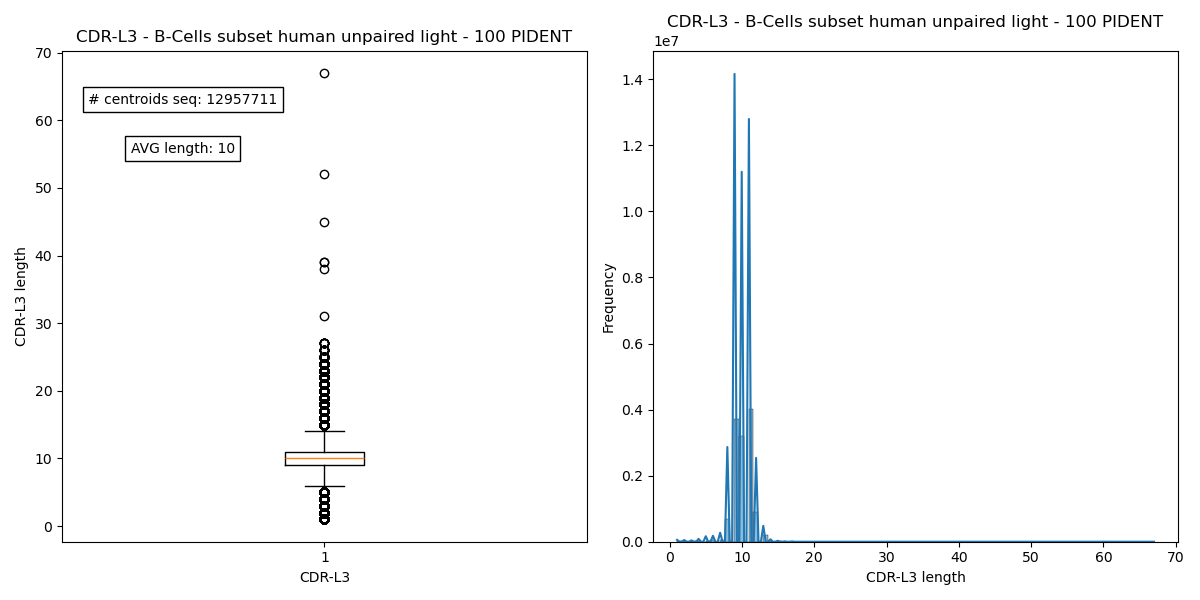 CDR-L3 - B-Cells subset human unpaired light - 100 PIDENT
70
60
50
40
30
20
10
0
CDR-L3 length
# centroids seq: 12957711
AVG length: 10
1
CDR-L3
CDR-L3 - B-Cells subset human unpaired light - 100 PIDENT
1e7
1.4
1.2
1.0
0.8
0.6
0.4
0.2
0.0
Frequency
0 10 20 30 40 50 60 70
CDR-L3 length